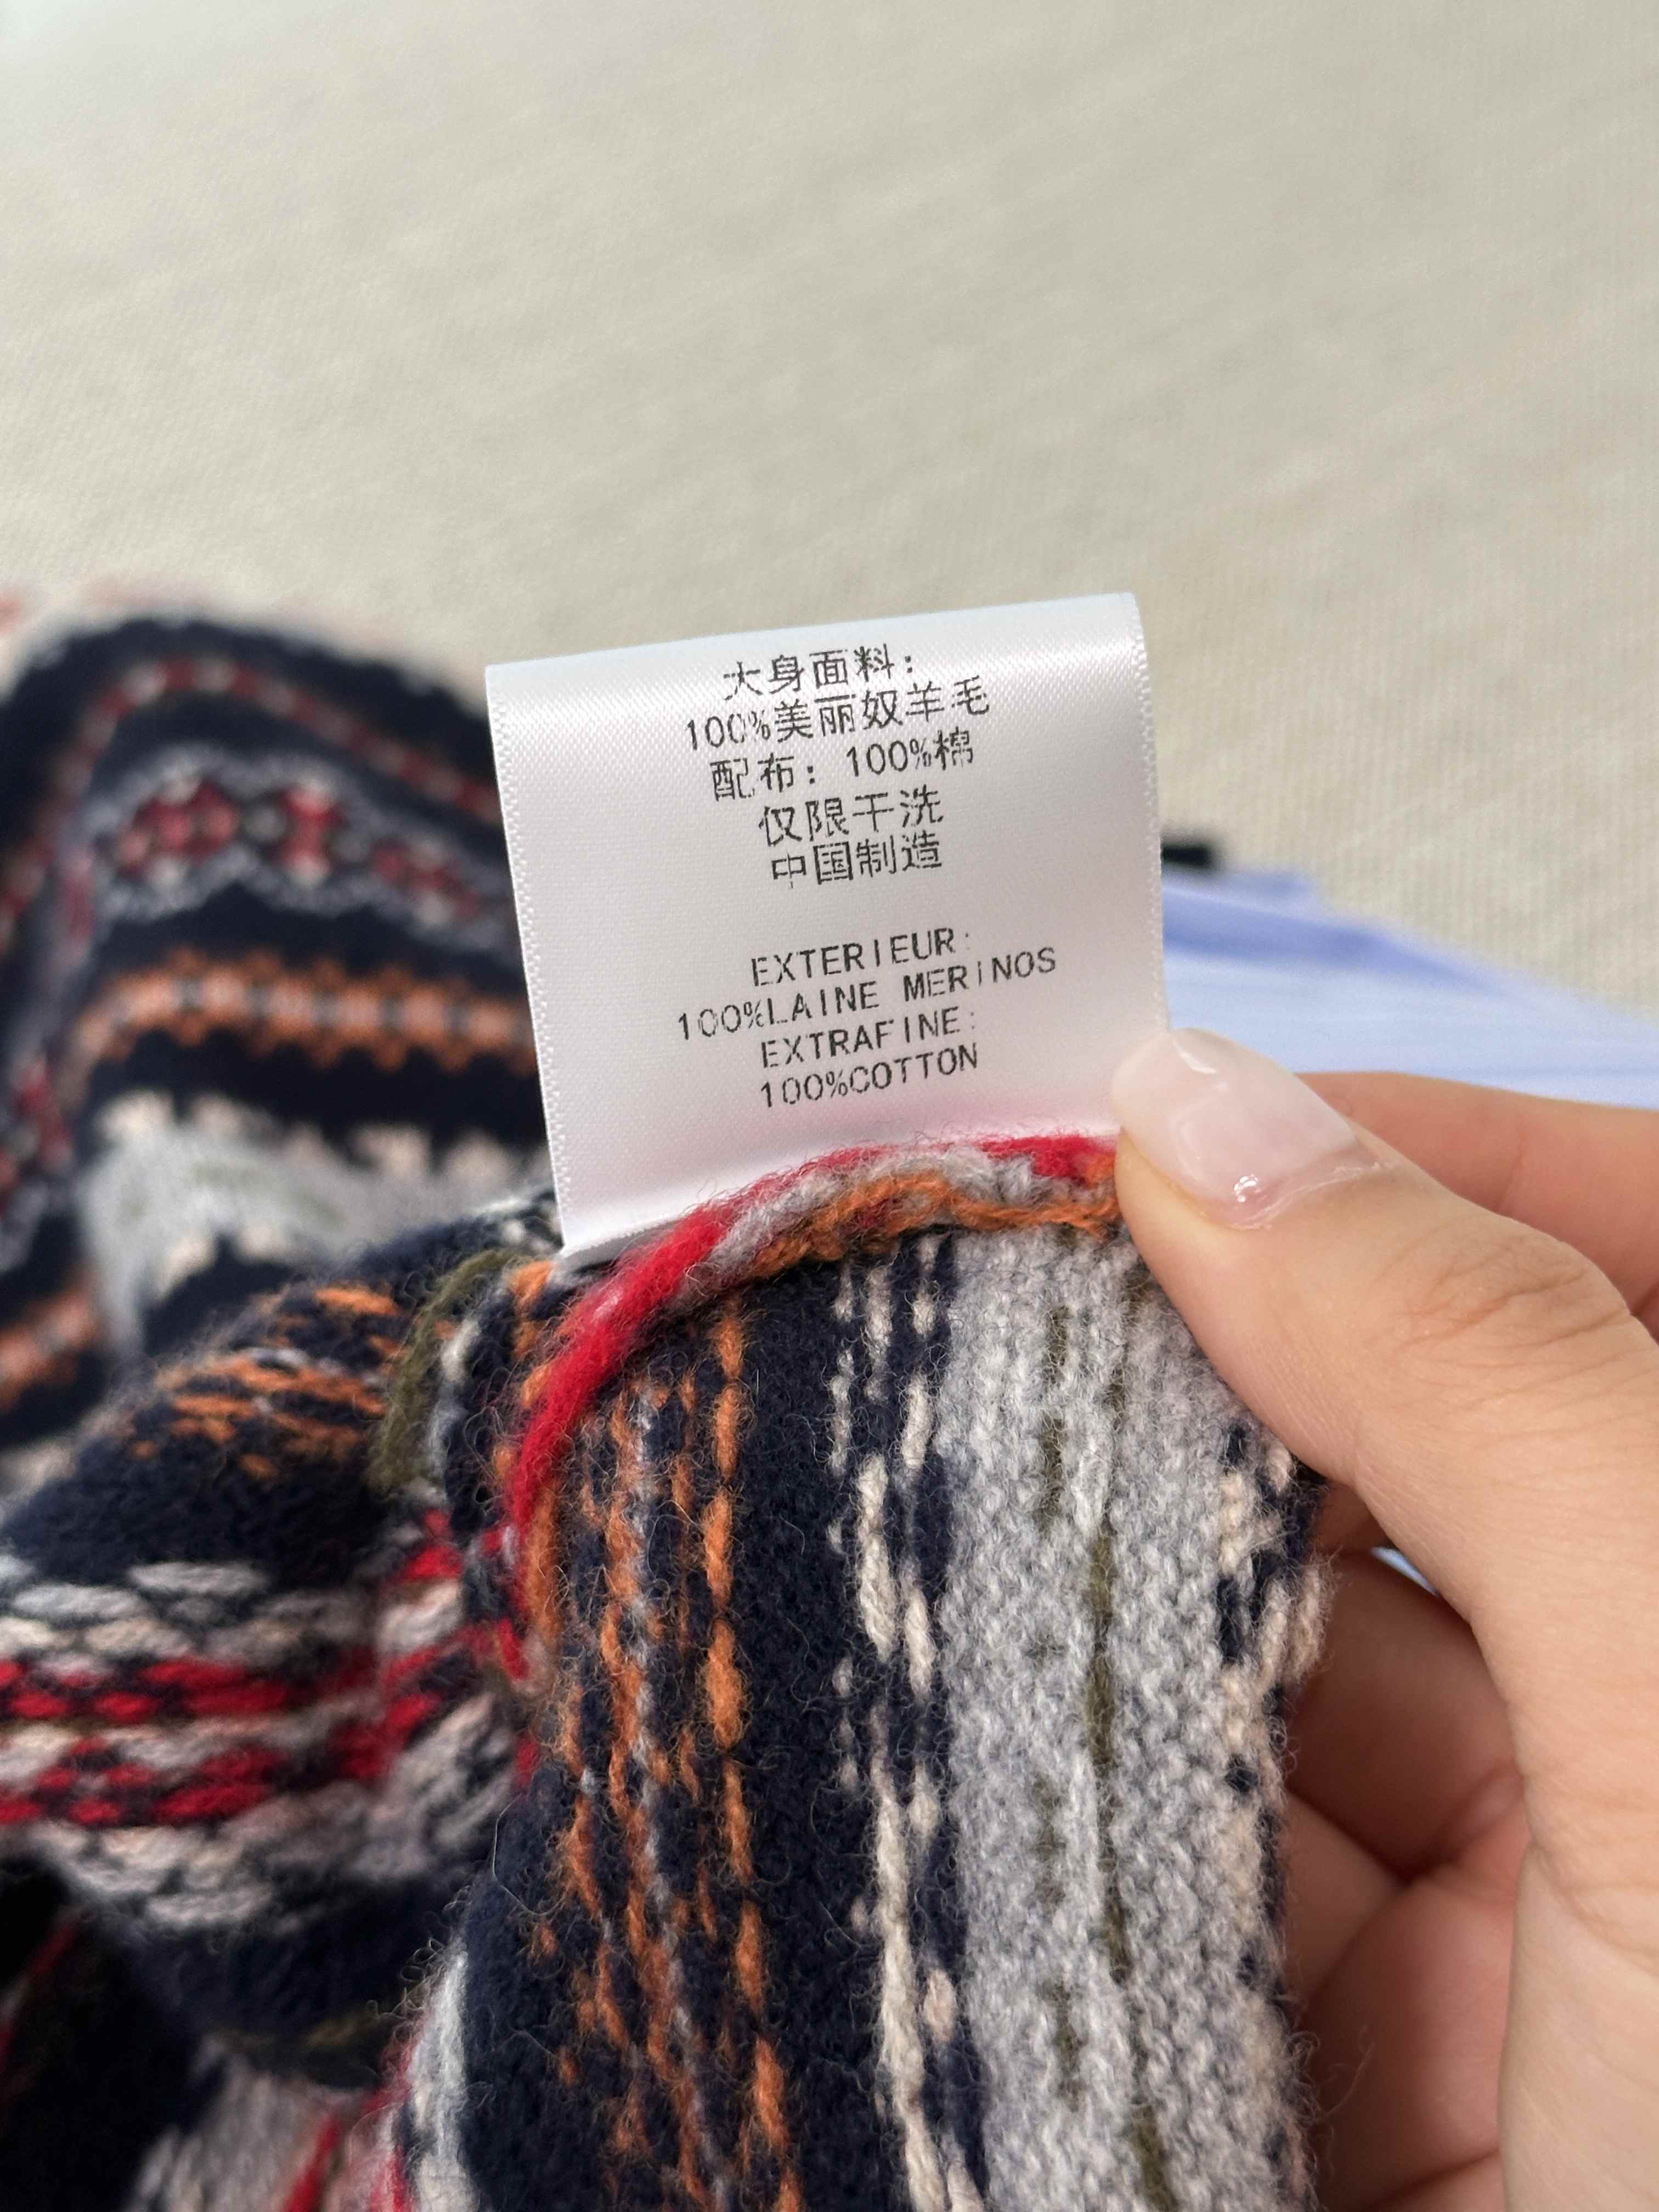 大身面料：
100%美丽奴羊毛
配布：100%棉
仅限干洗
中国制造
EXTERIEUR:
100%LAINE MERINOS
EXTRAFINE:
100%COTTON